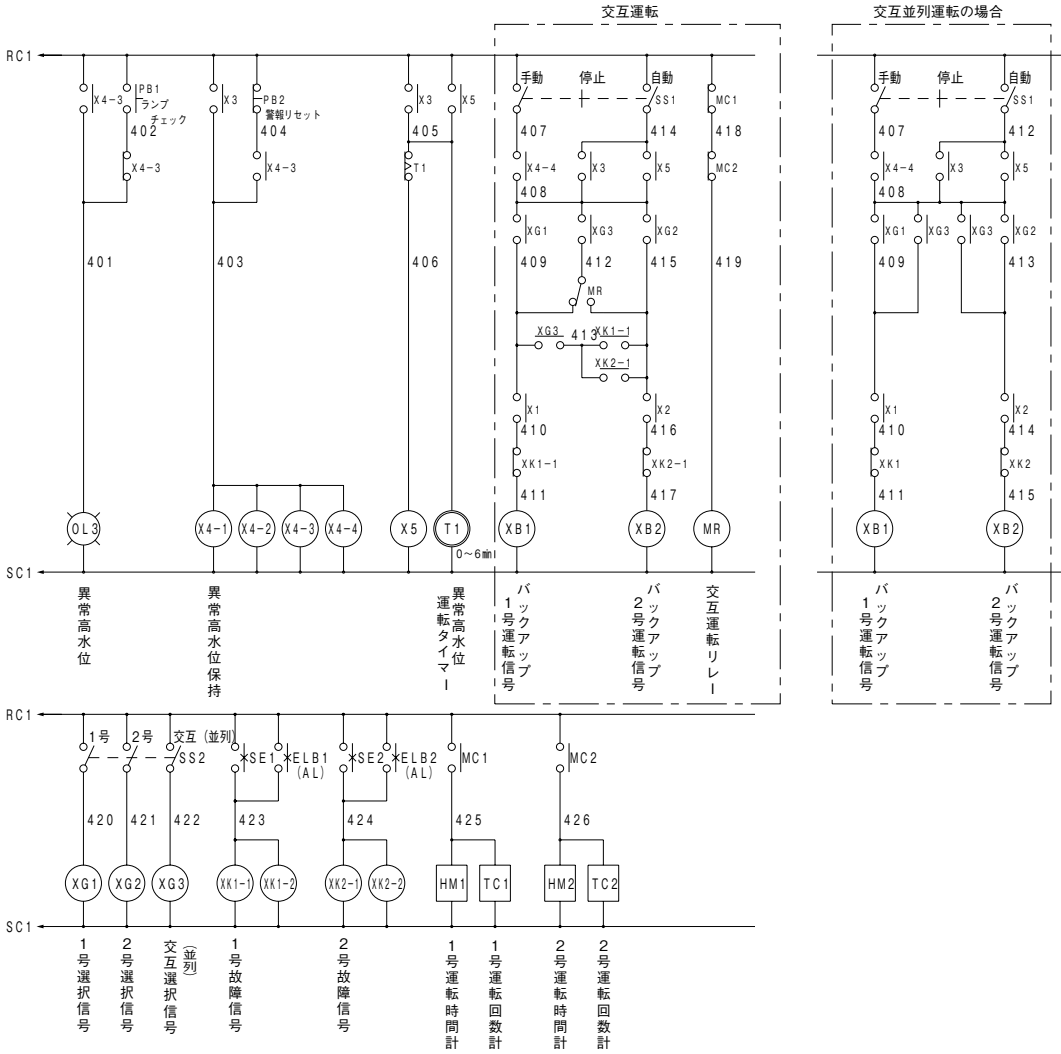 交互運転
交互並列運転の場合
RC1
X4-3
PB1
ランプ
チェック
402
X4-3
401
X3
PB2
警報リセット
404
X4-3
403
X3
405
T1
406
X5
手動
停止
自動
SS1
407
414
X4-4
X3
X5
408
XG1
XG3
XG2
409
412
415
MR
XG3
413
XK1-1
XK2-1
X1
X2
410
416
XK1-1
XK2-1
411
417
MC1
418
MC2
419
手動
停止
自動
SS1
407
412
X4-4
X3
X5
408
XG1
XG3
XG3
XG2
409
413
X1
X2
410
414
XK1
XK2
411
415
OL3
X4-1
X4-2
X4-3
X4-4
X5
T1
0~6min
XB1
XB2
MR
XB1
XB2
SC1
異常高水位
異常高水位保持
異常高水位
運転タイマー
バックアップ
1号運転信号
バックアップ
2号運転信号
交互運転リレー
バックアップ
1号運転信号
バックアップ
2号運転信号
RC1
1号
2号
交互(並列)
SS2
SE1
ELB1
(AL)
SE2
ELB2
(AL)
MC1
MC2
420
421
422
423
424
425
426
XG1
XG2
XG3
XK1-1
XK1-2
XK2-1
XK2-2
HM1
TC1
HM2
TC2
SC1
1号選択信号
2号選択信号
交互選択信号
(並列)
1号故障信号
2号故障信号
1号運転時間計
1号運転回数計
2号運転時間計
2号運転回数計